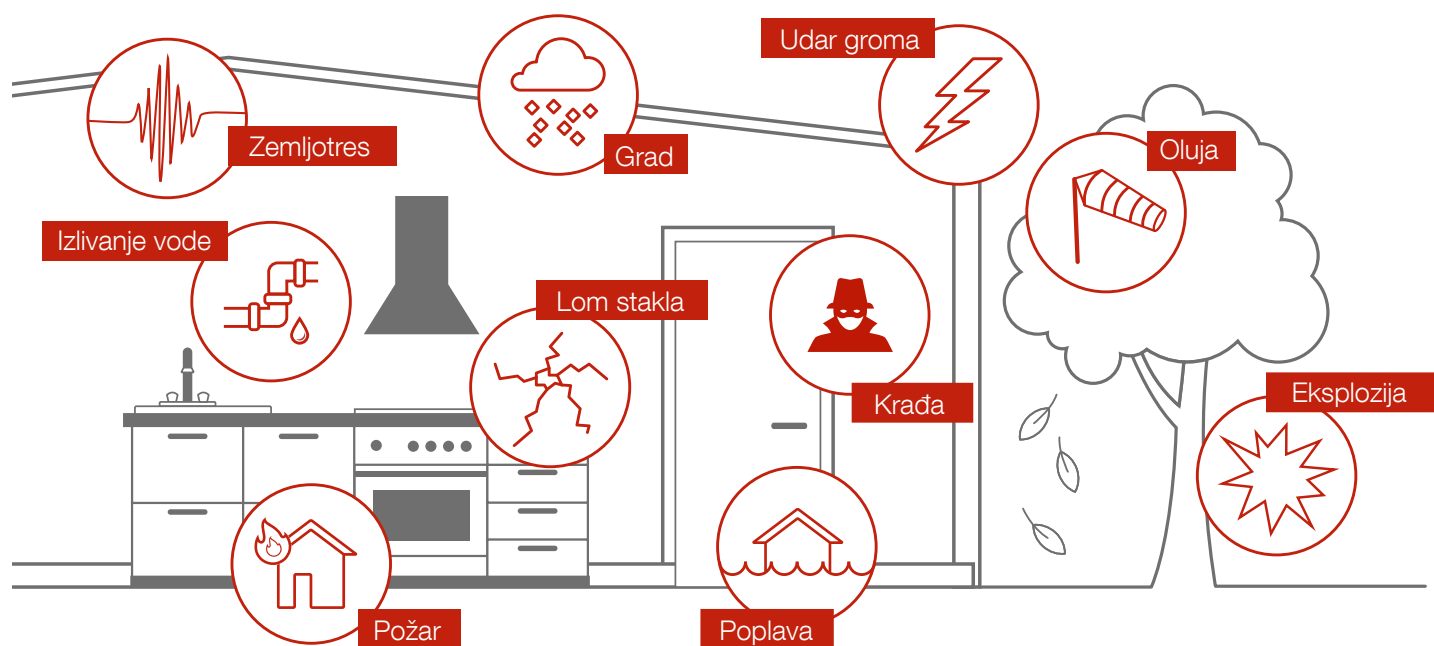 Udar groma
Zemljotres
Grad
Oluja
Izlivanje vode
Lom stakla
Krađa
Eksplozija
Požar
Poplava